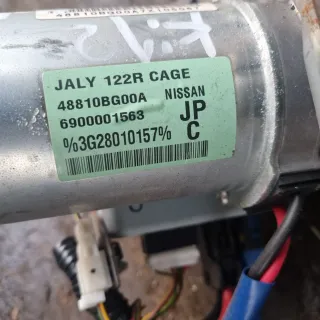 JALY 122R CAGE
48810BG00A NISSAN
6900001563 JP
%3G28010157% C